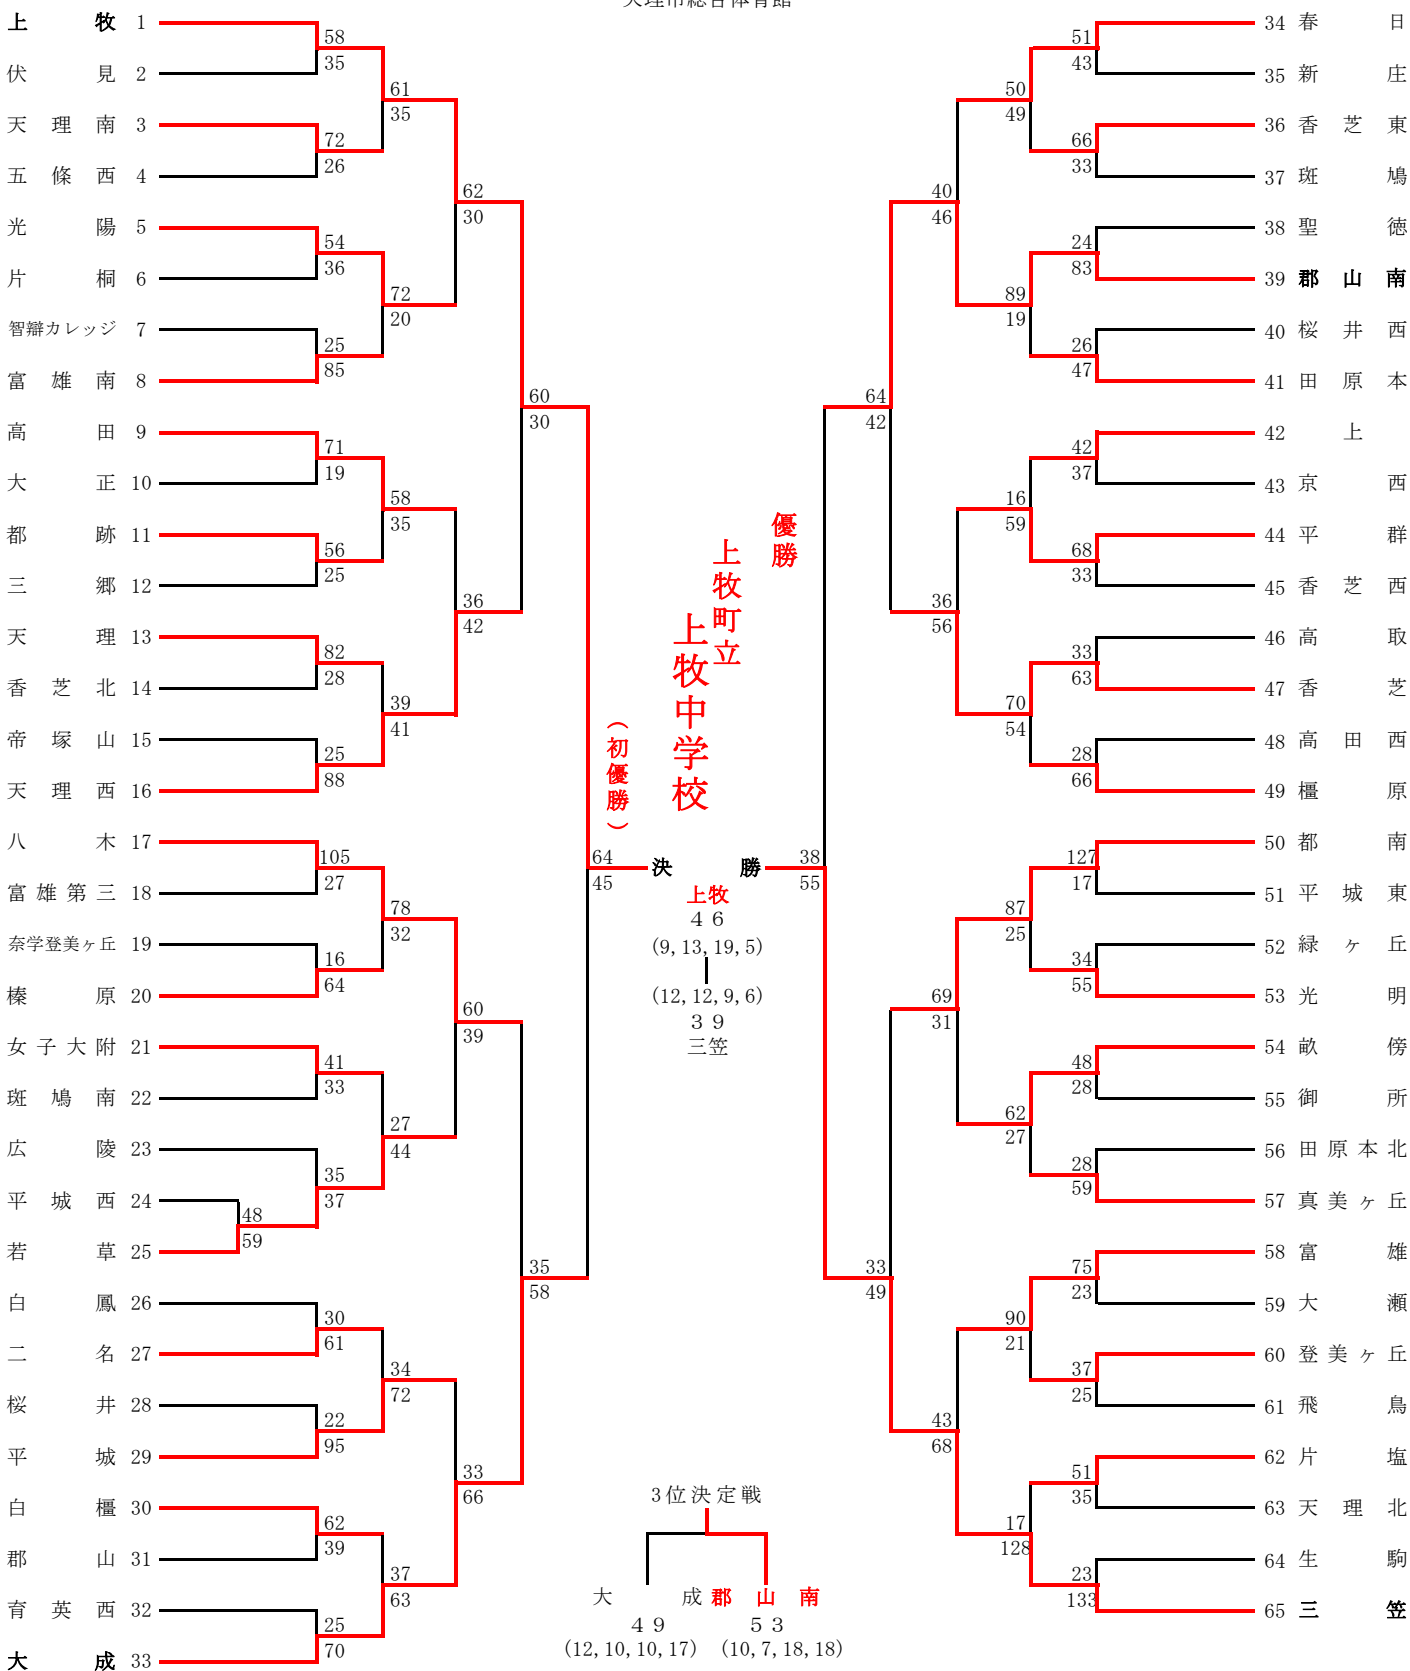 天理市総合体育館
上牧 1
58
35
伏見 2
61
35
天理南 3
72
26
五條西 4
62
30
光陽 5
54
36
片桐 6
72
20
智辯カレッジ 7
25
85
富雄南 8
60
30
高田 9
71
19
大正 10
58
35
都跡 11
56
25
三郷 12
36
42
天理 13
82
28
香芝北 14
39
41
帝塚山 15
25
88
天理西 16
64
45
八木 17
105
27
富雄第三 18
78
32
奈学登美ヶ丘 19
16
64
榛原 20
60
39
女子大附 21
41
33
斑鳩南 22
27
44
広陵 23
35
37
平城西 24
48
59
若草 25
35
58
白鳳 26
30
61
二名 27
34
72
桜井 28
22
95
平城 29
33
66
白橿 30
62
39
郡山 31
37
63
育英西 32
25
70
大成 33
優勝
上牧町立
上牧中学校
(初優勝)
決勝
上牧
46
(9,13,19,5)
(12,12,9,6)
39
三笠
3位決定戦
大成 郡山南
49 53
(12,10,10,17) (10,7,18,18)
34 春日
51
43
35 新庄
50
49
36 香芝東
66
33
37 斑鳩
40
46
38 聖徳
24
83
39 郡山南
89
19
40 桜井西
26
47
41 田原本
64
42
42 上
42
37
43 京西
16
59
44 平群
68
33
45 香芝西
36
56
46 高取
33
63
47 香芝
70
54
48 高田西
28
66
49 橿原
38
55
50 都南
127
17
51 平城東
87
25
52 緑ヶ丘
34
55
53 光明
69
31
54 畝傍
48
28
55 御所
62
27
56 田原本北
28
59
57 真美ヶ丘
33
49
58 富雄
75
23
59 大瀬
90
21
60 登美ヶ丘
37
25
61 飛鳥
43
68
62 片塩
51
35
63 天理北
17
128
64 生駒
23
133
65 三笠